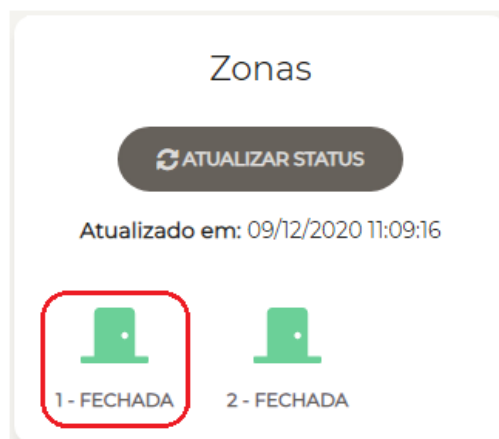 Zonas
ATUALIZAR STATUS
Atualizado em: 09/12/2020 11:09:16
1 - FECHADA 2 - FECHADA